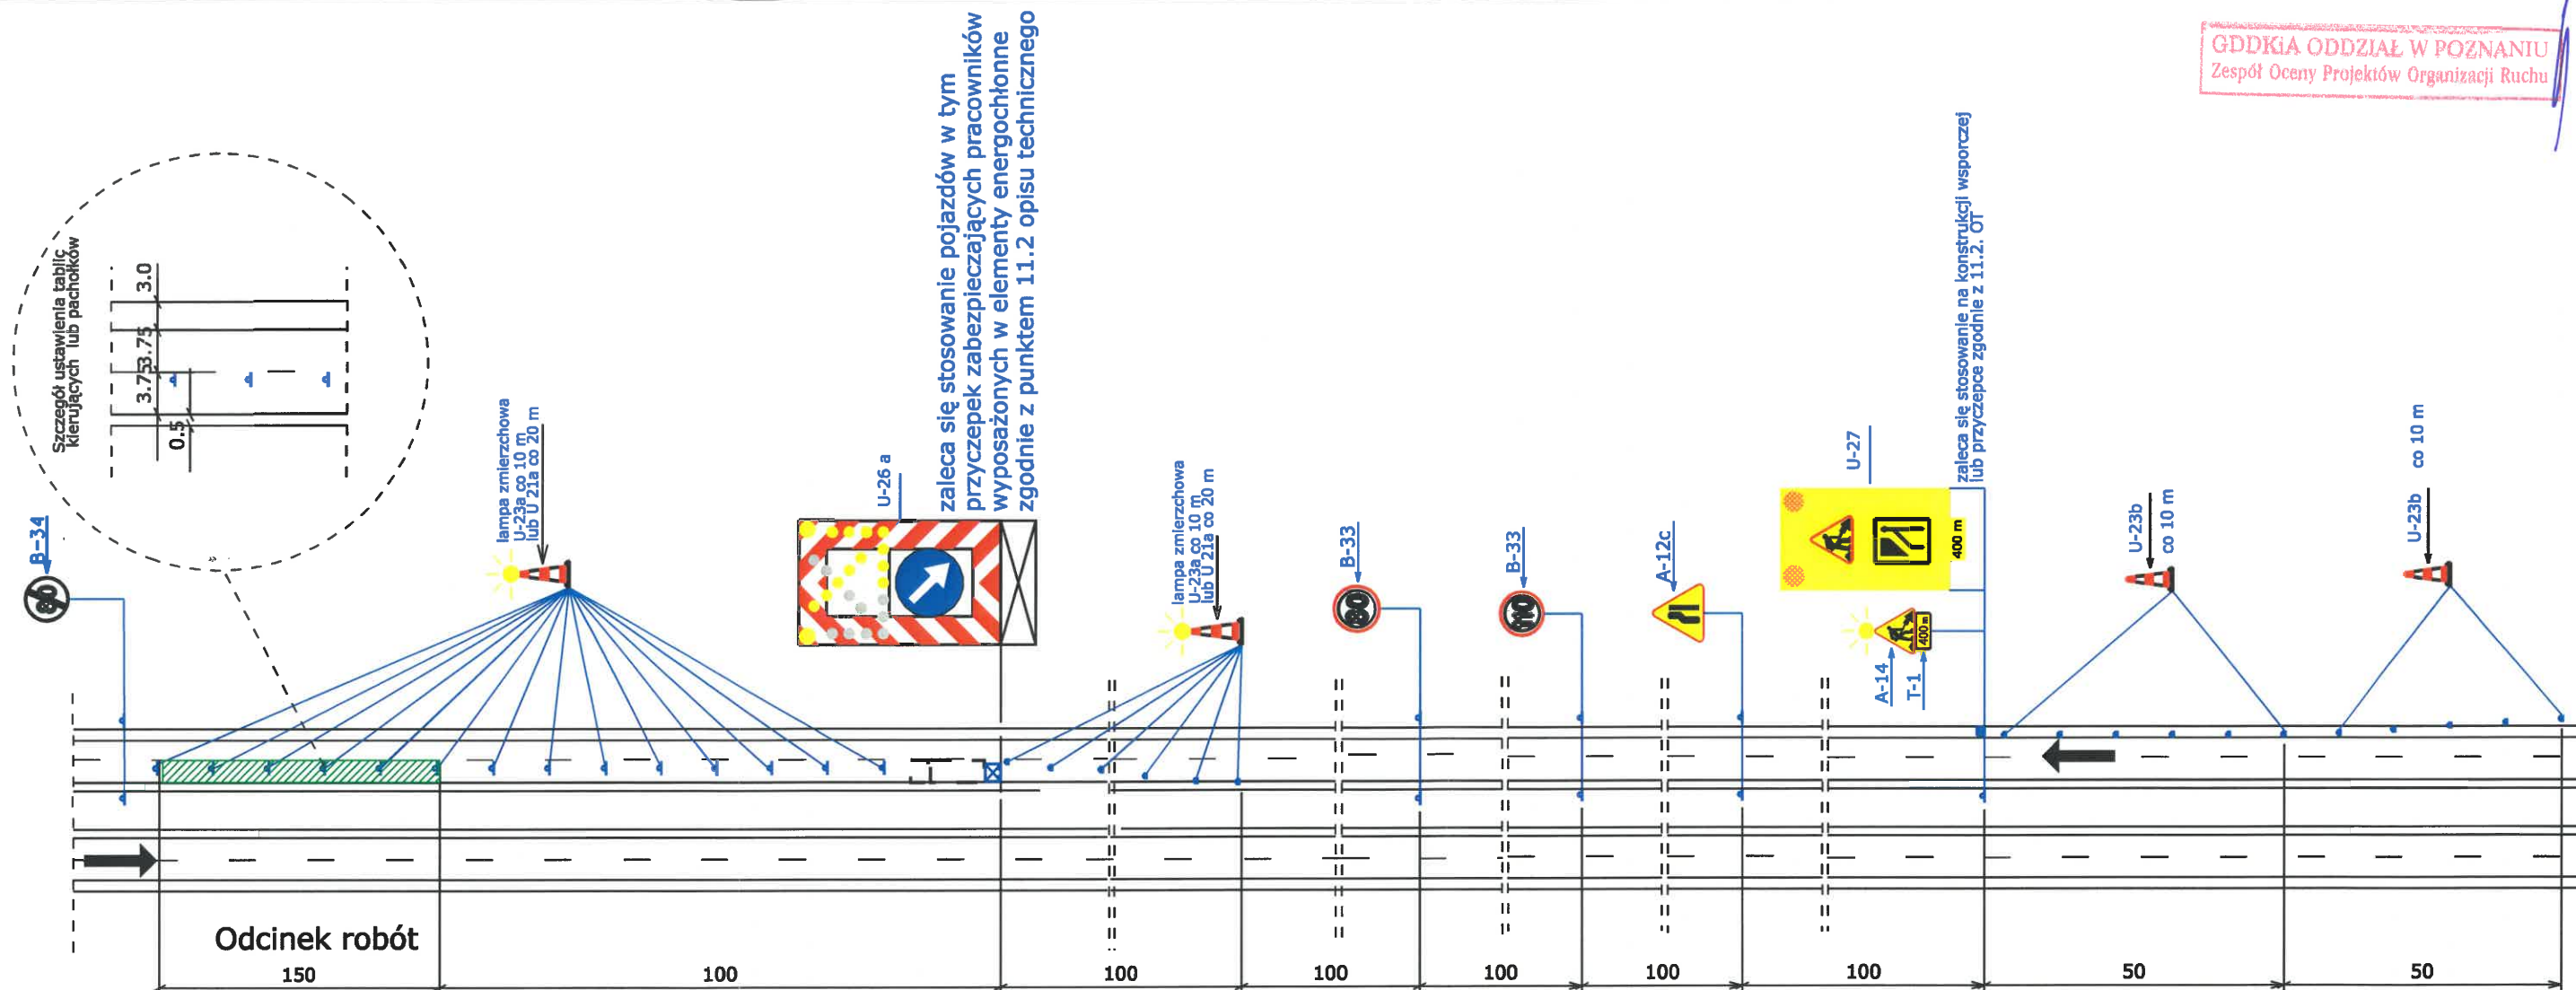 GDDKiA ODDZIAŁ W POZNANIU
Zespół Oceny Projektów Organizacji Ruchu
Szczegół ustawienia tablic
kierujących lub pachołków
3.0
3.75
3.75
0.5
B-34
80
lampa zmierzchowa
U-23a co 10 m
lub U 21a co 20 m
U-26 a
zaleca się stosowanie pojazdów w tym
przyczepek zabezpieczających pracowników
wyposażonych w elementy energochłonne
zgodnie z punktem 11.2 opisu technicznego
lampa zmierzchowa
U-23a co 10 m
lub U 21a co 20 m
B-33
80
B-33
A-12c
U-27
400 m
A-14
T-1
400 m
zaleca się stosowanie na konstrukcji wsporczej
lub przyczepce zgodnie z 11.2. OT
U-23b
co 10 m
U-23b
co 10 m
Odcinek robót
150
100
100
100
100
100
100
50
50